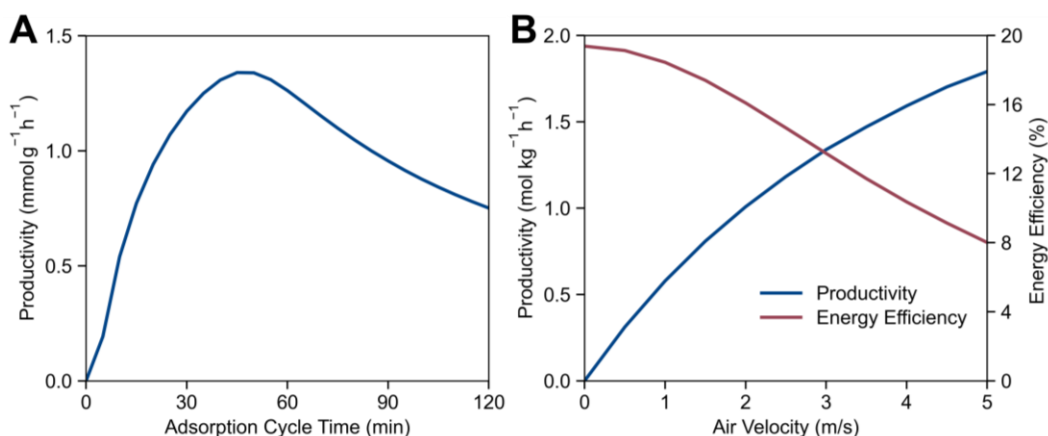 A
1.5
1.0
0.5
0.0
Productivity (mmol g⁻¹ h⁻¹)
0
30
60
90
120
Adsorption Cycle Time (min)
B
2.0
1.5
1.0
0.5
0.0
Productivity (mol kg⁻¹ h⁻¹)
20
16
12
8
4
0
Energy Efficiency (%)
Productivity
Energy Efficiency
0
1
2
3
4
5
Air Velocity (m/s)